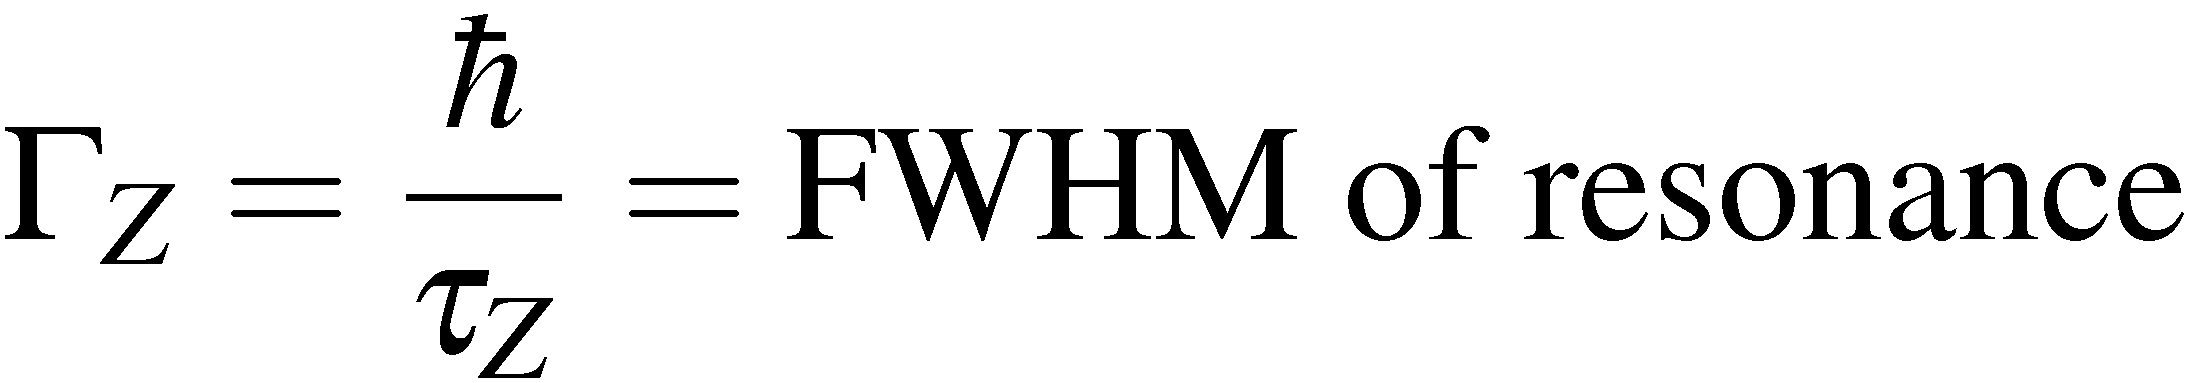 Γ_Z = ħ/τ_Z = FWHM of resonance